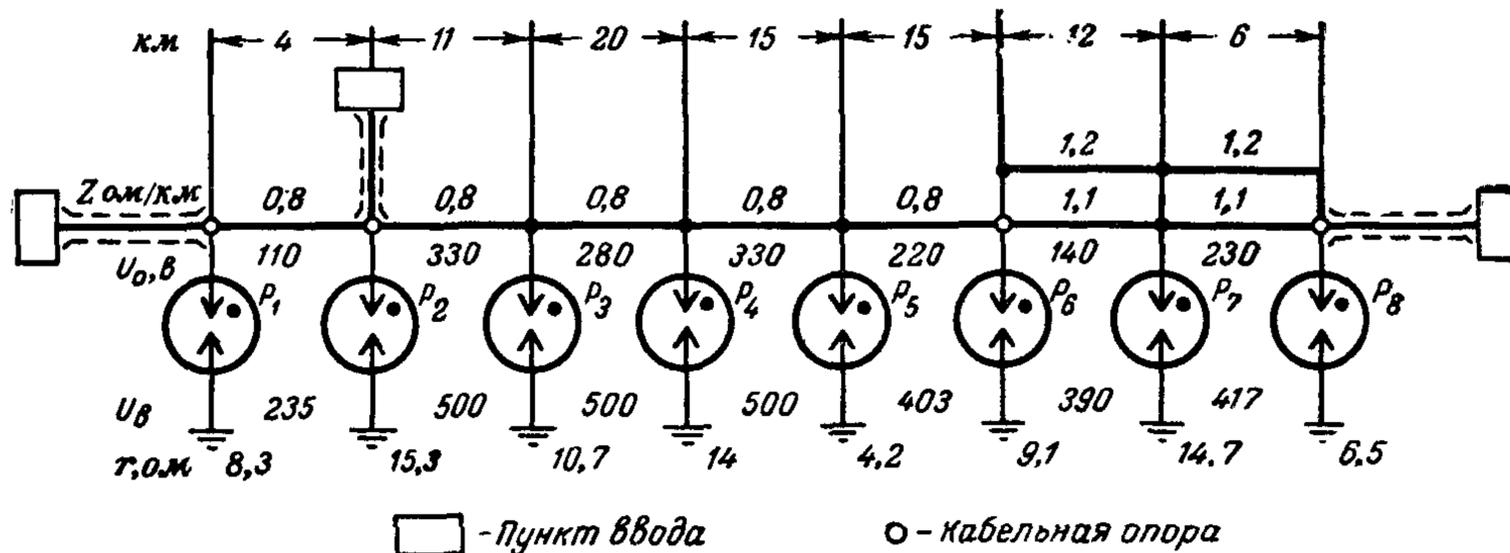 км 4 11 20 15 15 12 6
1,2 1,2
Z ом/км 0,8 0,8 0,8 0,8 0,8 1,1 1,1
U₀, в 110 330 280 330 220 140 230
P₁ P₂ P₃ P₄ P₅ P₆ P₇ P₈
Uв 235 500 500 500 403 390 417
r, ом 8,3 15,3 10,7 14 4,2 9,1 14.7 6.5
- Пункт ввода - Кабельная опора